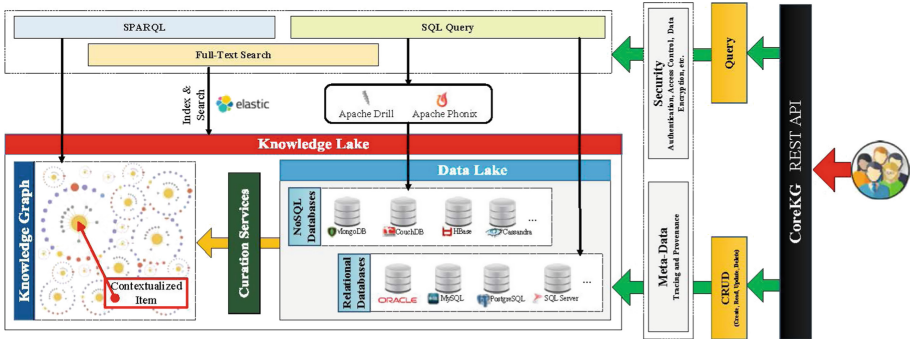 SPARQL
SQL Query
Full-Text Search
Index &
Search
elastic
Apache Drill
Apache Phonix
Knowledge Lake
Knowledge Graph
Contextualized
Item
Curation Services
Data Lake
NoSQL
Databases
MongoDB
CouchDB
HBase
Cassandra
...
Relational
Databases
ORACLE
MySQL
PostgreSQL
SQL Server
...
Security
Authentication, Access Control, Data
Encryption, etc.
Meta-Data
Tracing and Provenance
Query
CRUD
(Create, Read, Update, Delete)
CoreKG REST API